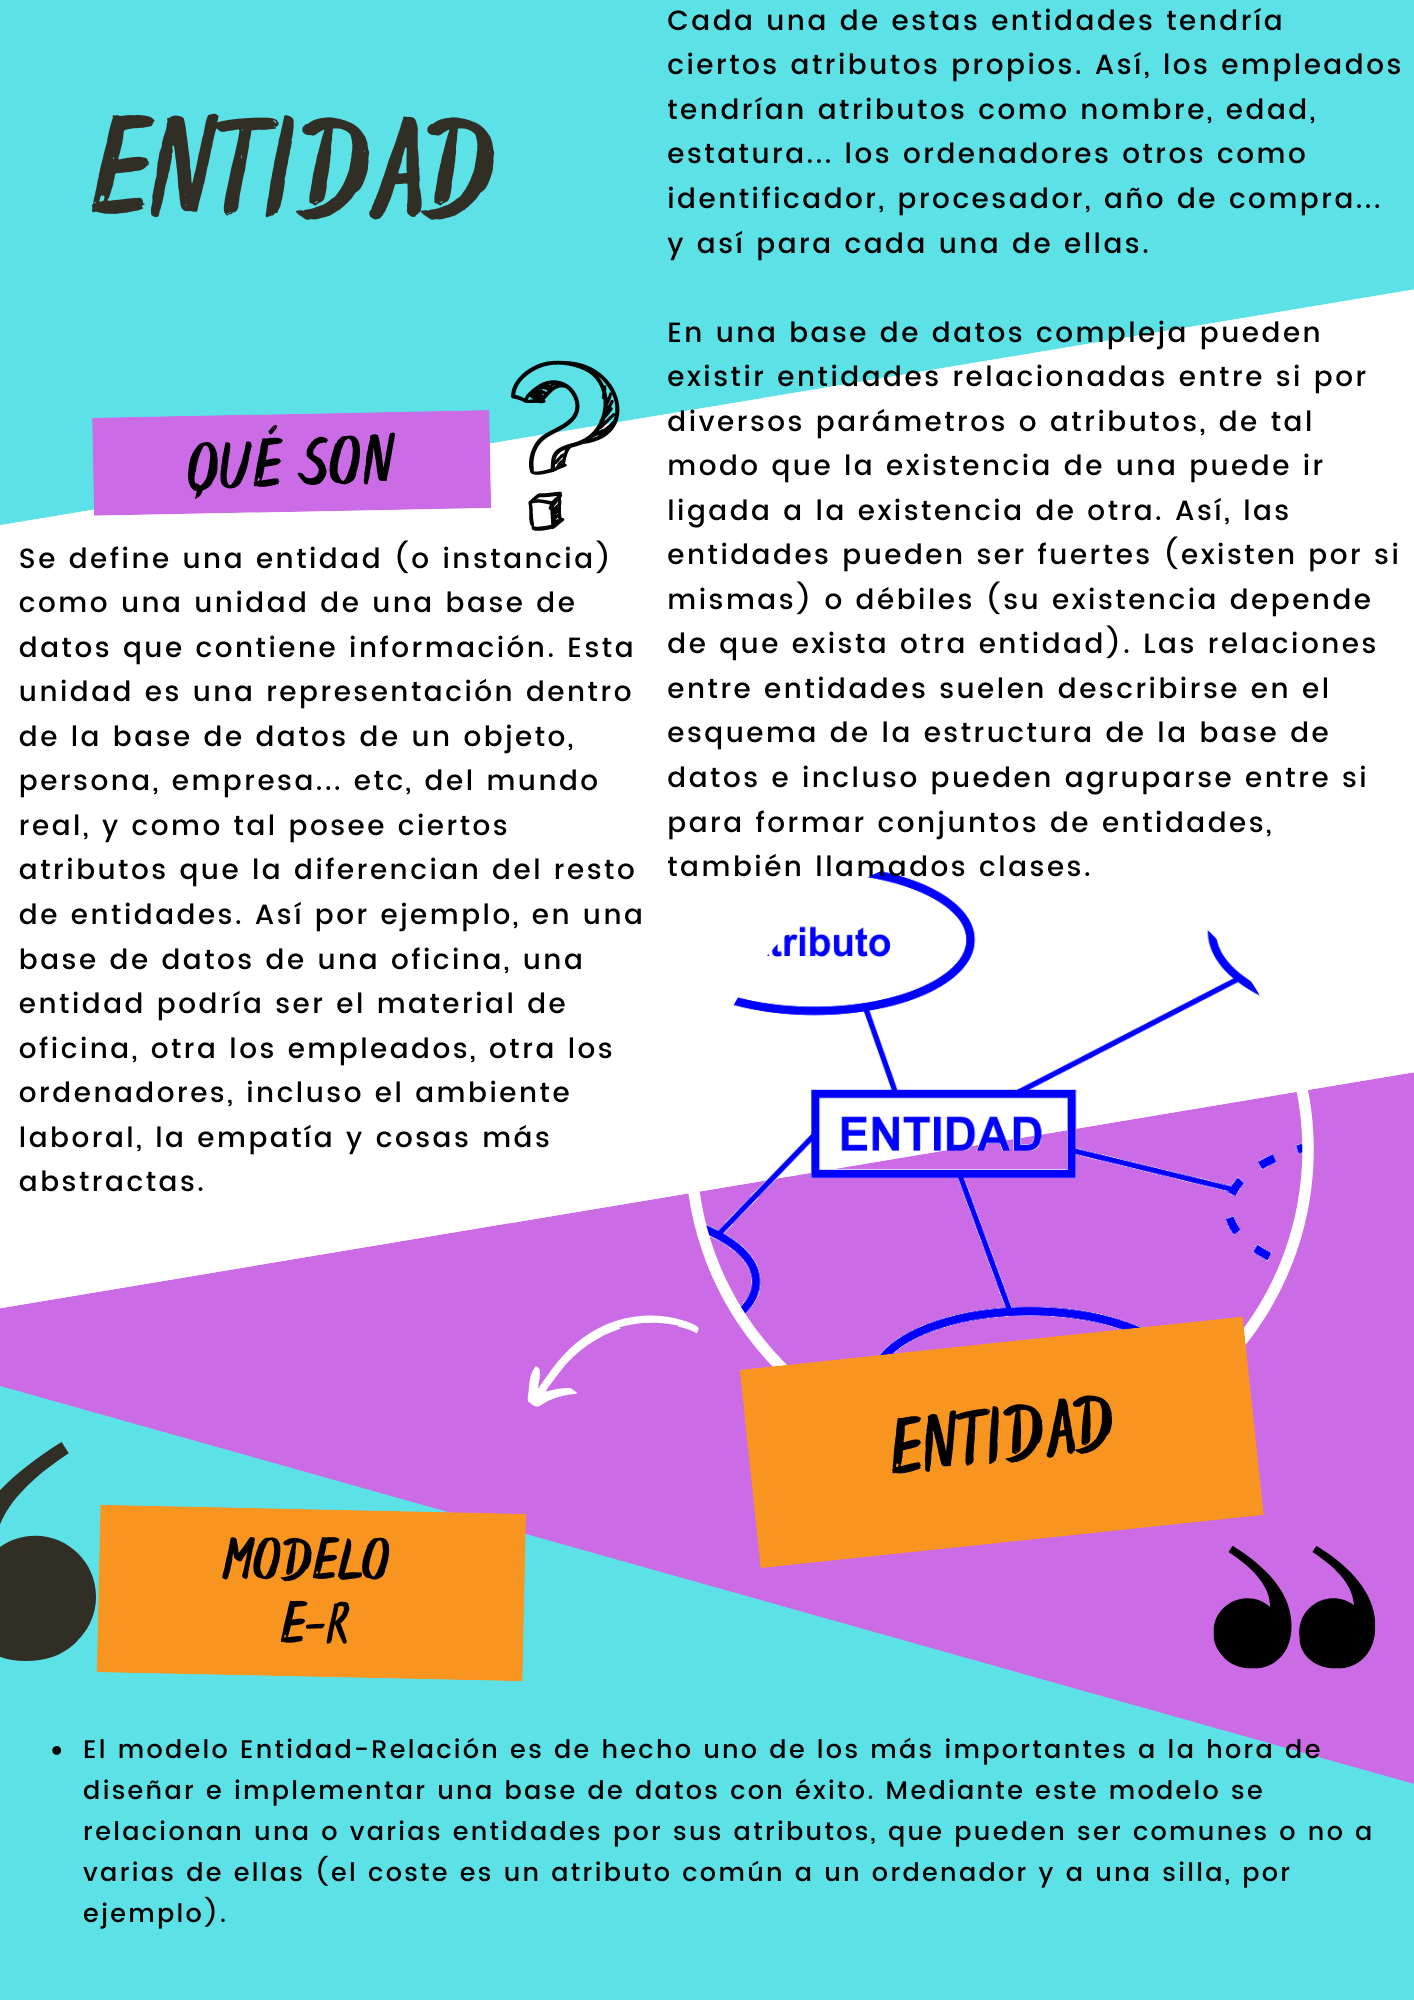 ENTIDAD
QUÉ SON
Se define una entidad (o instancia)
como una unidad de una base de
datos que contiene información. Esta
unidad es una representación dentro
de la base de datos de un objeto,
persona, empresa... etc, del mundo
real, y como tal posee ciertos
atributos que la diferencian del resto
de entidades. Así por ejemplo, en una
base de datos de una oficina, una
entidad podría ser el material de
oficina, otra los empleados, otra los
ordenadores, incluso el ambiente
laboral, la empatía y cosas más
abstractas.
Cada una de estas entidades tendría
ciertos atributos propios. Así, los empleados
tendrían atributos como nombre, edad,
estatura... los ordenadores otros como
identificador, procesador, año de compra...
y así para cada una de ellas.
En una base de datos compleja pueden
existir entidades relacionadas entre si por
diversos parámetros o atributos, de tal
modo que la existencia de una puede ir
ligada a la existencia de otra. Así, las
entidades pueden ser fuertes (existen por si
mismas) o débiles (su existencia depende
de que exista otra entidad). Las relaciones
entre entidades suelen describirse en el
esquema de la estructura de la base de
datos e incluso pueden agruparse entre si
para formar conjuntos de entidades,
también llamados clases.
tributo
ENTIDAD
ENTIDAD
MODELO
E-R
• El modelo Entidad-Relación es de hecho uno de los más importantes a la hora de
diseñar e implementar una base de datos con éxito. Mediante este modelo se
relacionan una o varias entidades por sus atributos, que pueden ser comunes o no a
varias de ellas (el coste es un atributo común a un ordenador y a una silla, por
ejemplo).